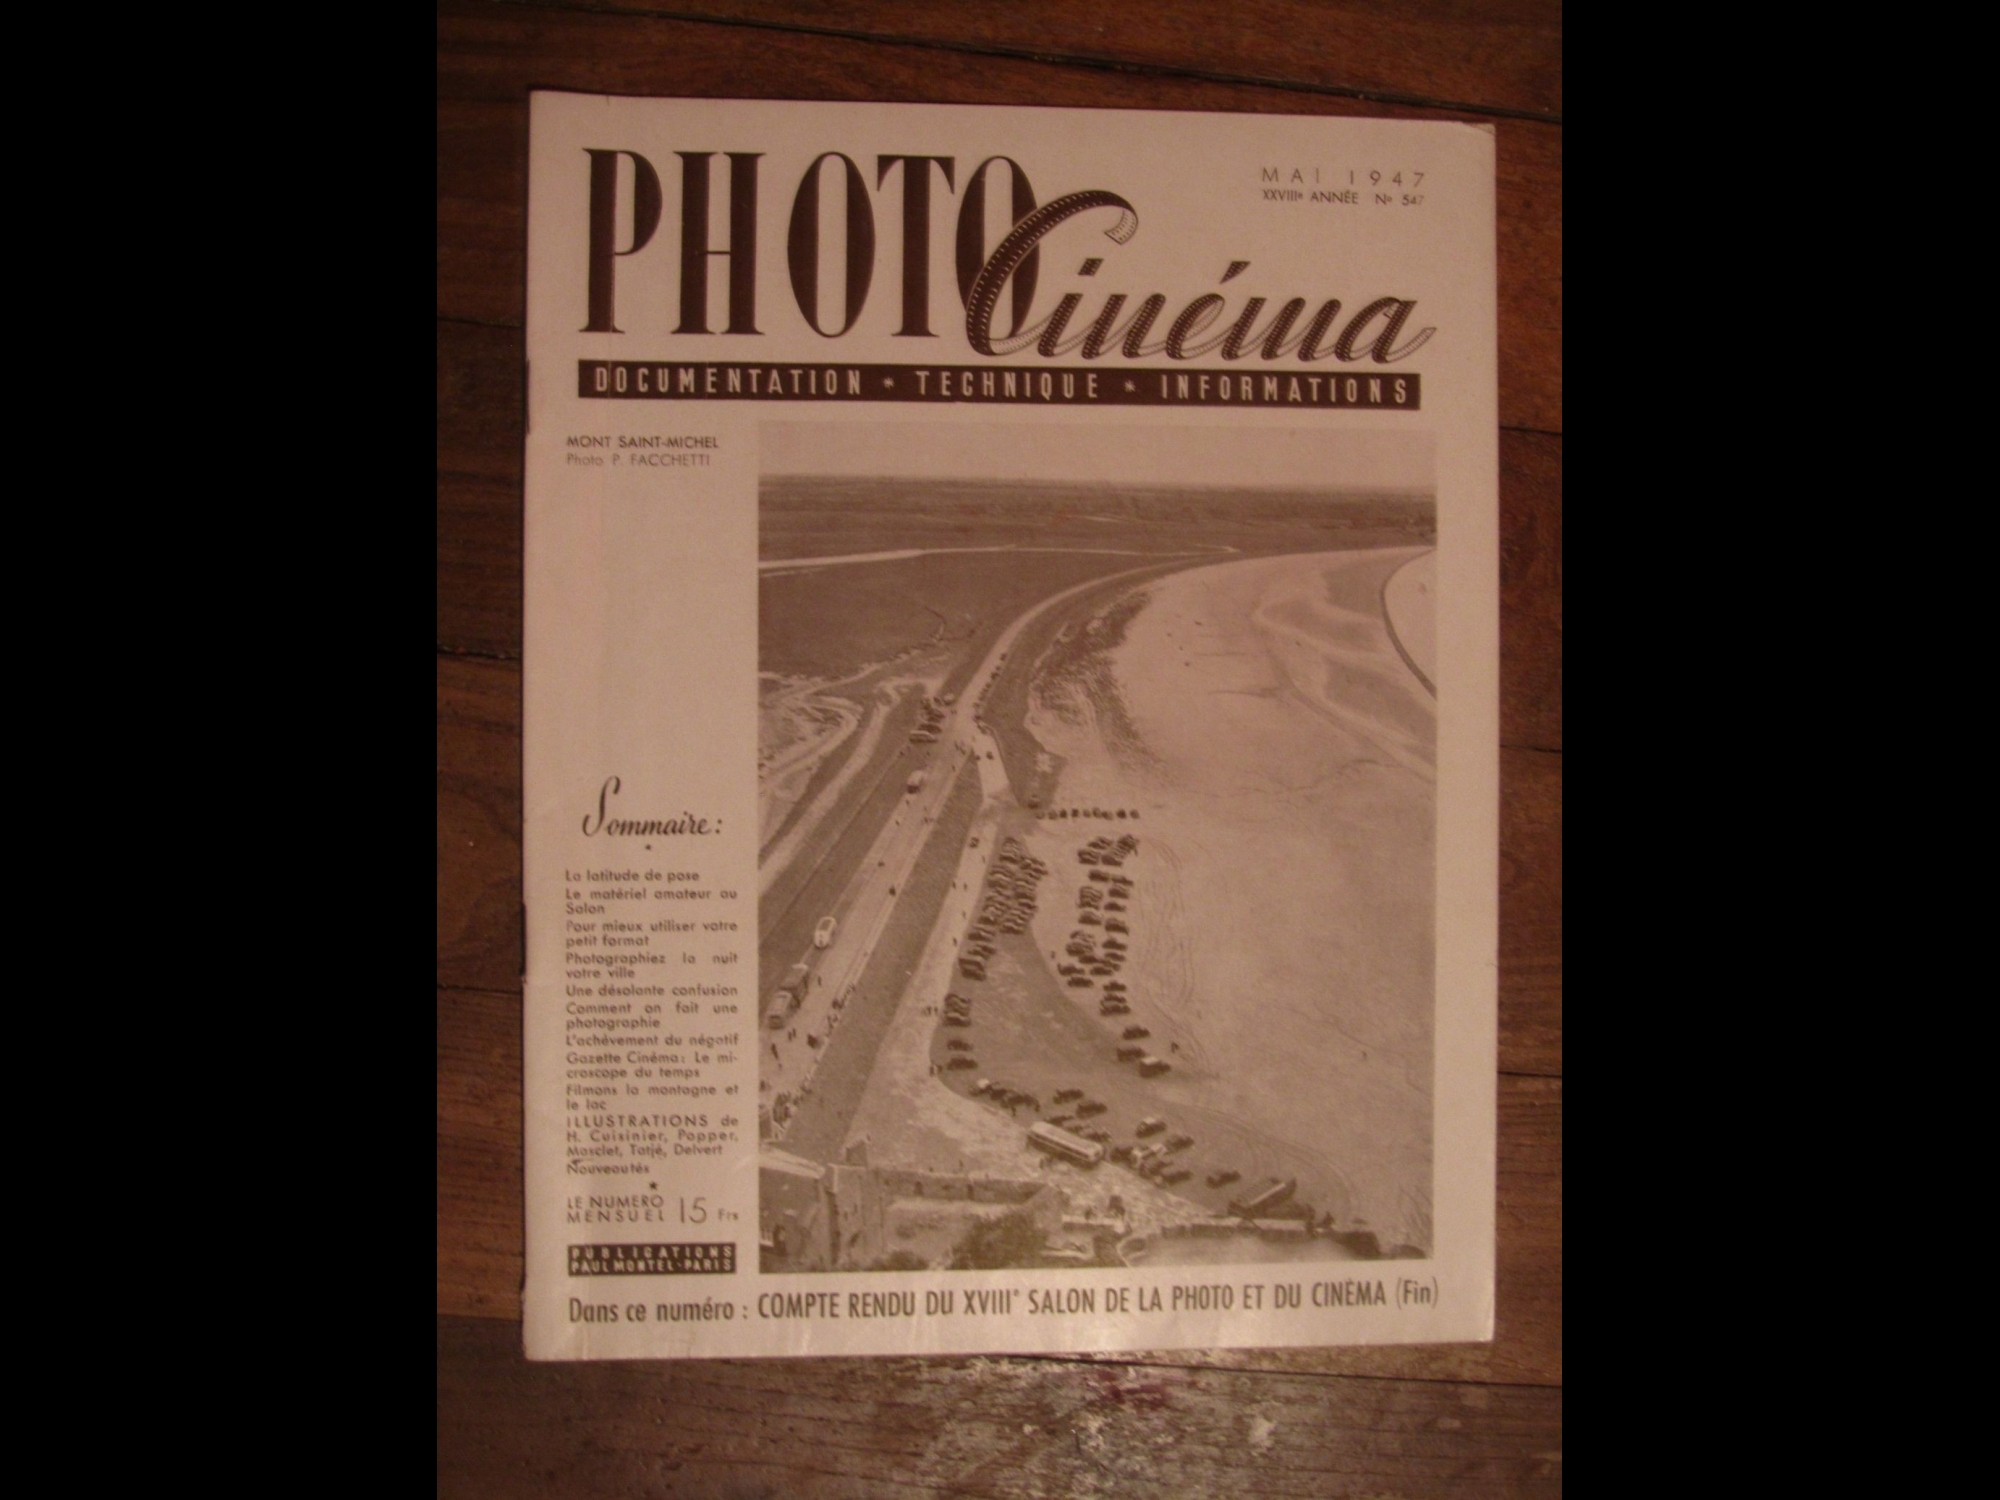 PHOTO
Cinéma
MAI 1947
XXVIIIe ANNÉE No 547
DOCUMENTATION * TECHNIQUE * INFORMATIONS
MONT SAINT-MICHEL
Photo P. FACCHETTI
Sommaire :
La latitude de pose
Le matériel amateur au
Salon
Pour mieux utiliser votre
petit format
Photographiez la nuit
votre ville
Une désolante confusion
Comment on fait une
photographie
L'achèvement du négatif
Gazette Cinéma : Le mi-
croscope du temps
Filmons la montagne et
le lac
ILLUSTRATIONS de
H. Cuisinier, Popper,
Masclet, Tatjé, Delvert
Nouveautés
LE NUMERO
MENSUEL 15 Frs
PUBLICATIONS
PAUL MONTEL - PARIS
Dans ce numéro : COMPTE RENDU DU XVIII° SALON DE LA PHOTO ET DU CINÉMA (Fin)